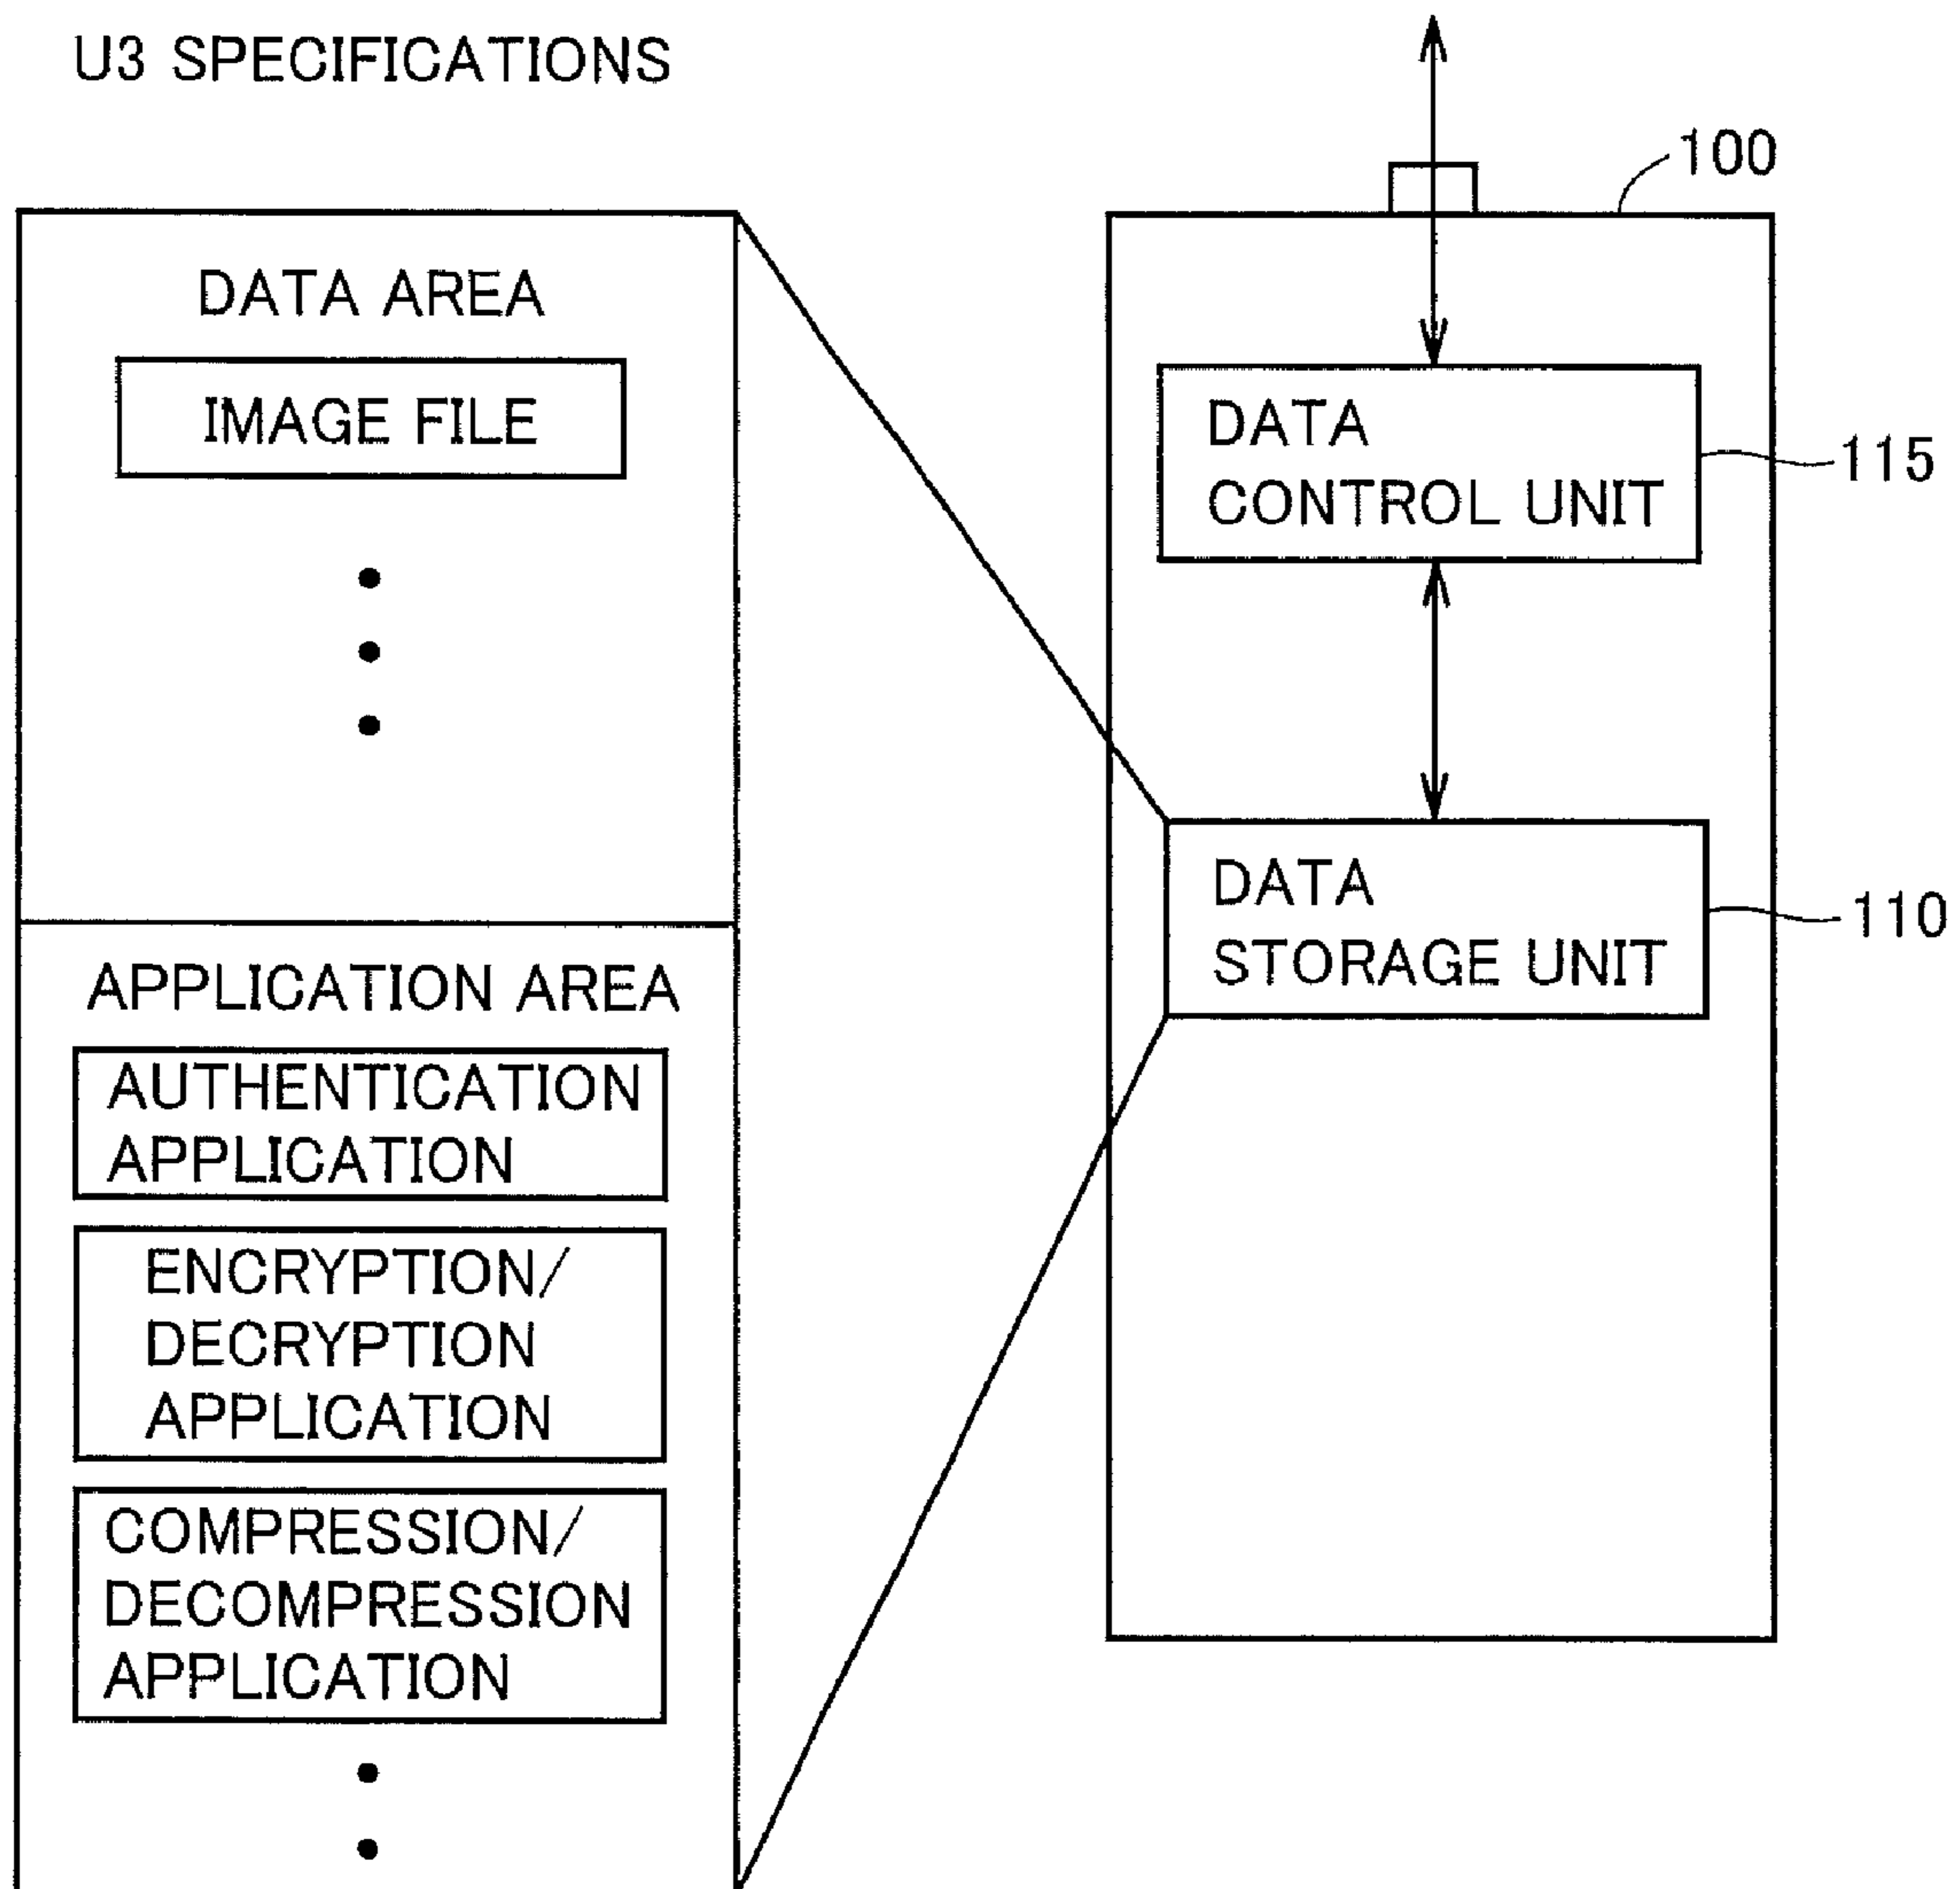 U3 SPECIFICATIONS
DATA AREA
IMAGE FILE
APPLICATION AREA
AUTHENTICATION
APPLICATION
ENCRYPTION/
DECRYPTION
APPLICATION
COMPRESSION/
DECOMPRESSION
APPLICATION
100
DATA
CONTROL UNIT
115
DATA
STORAGE UNIT
110